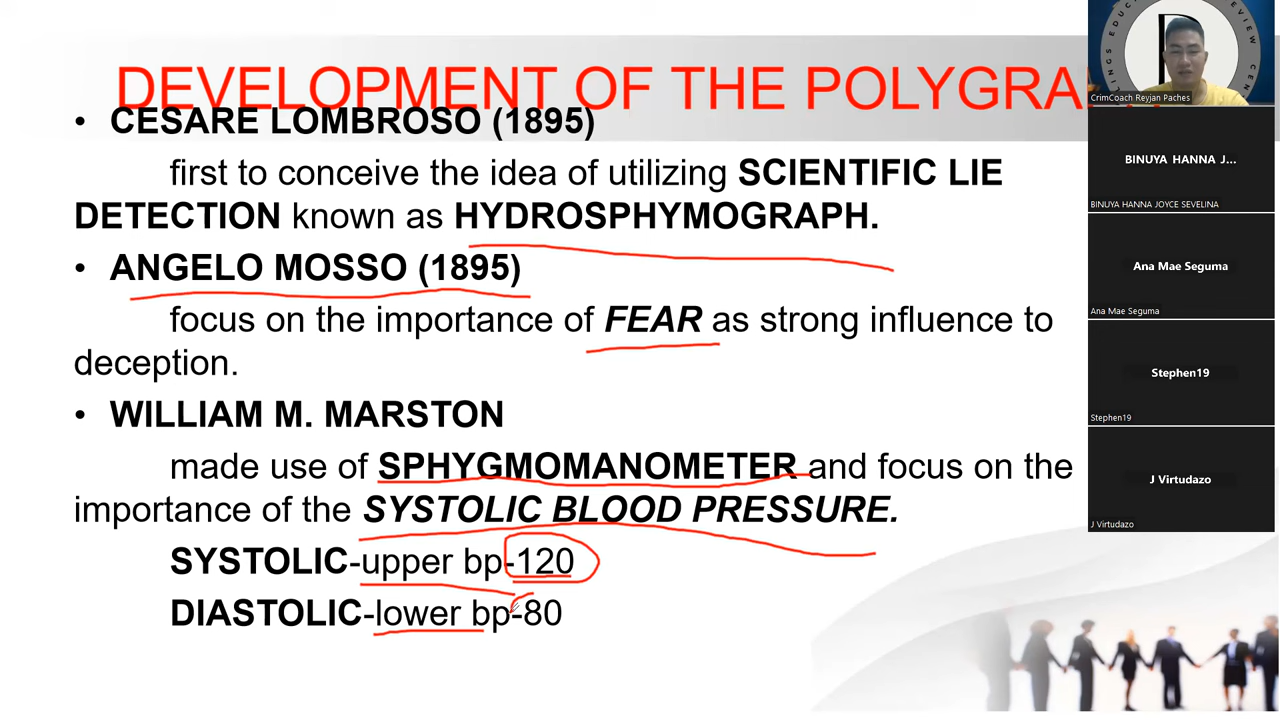 DEVELOPMENT OF THE POLYGRA
• CESARE LOMBROSO (1895)
first to conceive the idea of utilizing SCIENTIFIC LIE
DETECTION known as HYDROSPHYMOGRAPH.
• ANGELO MOSSO (1895)
focus on the importance of FEAR as strong influence to
deception.
• WILLIAM M. MARSTON
made use of SPHYGMOMANOMETER and focus on the
importance of the SYSTOLIC BLOOD PRESSURE.
SYSTOLIC-upper bp-120
DIASTOLIC-lower bp-80
CrimCoach Reyjan Paches
BINUYA HANNA J...
BINUYA HANNA JOYCE SEVELINA
Ana Mae Seguma
Ana Mae Seguma
Stephen19
Stephen19
J Virtudazo
J Virtudazo